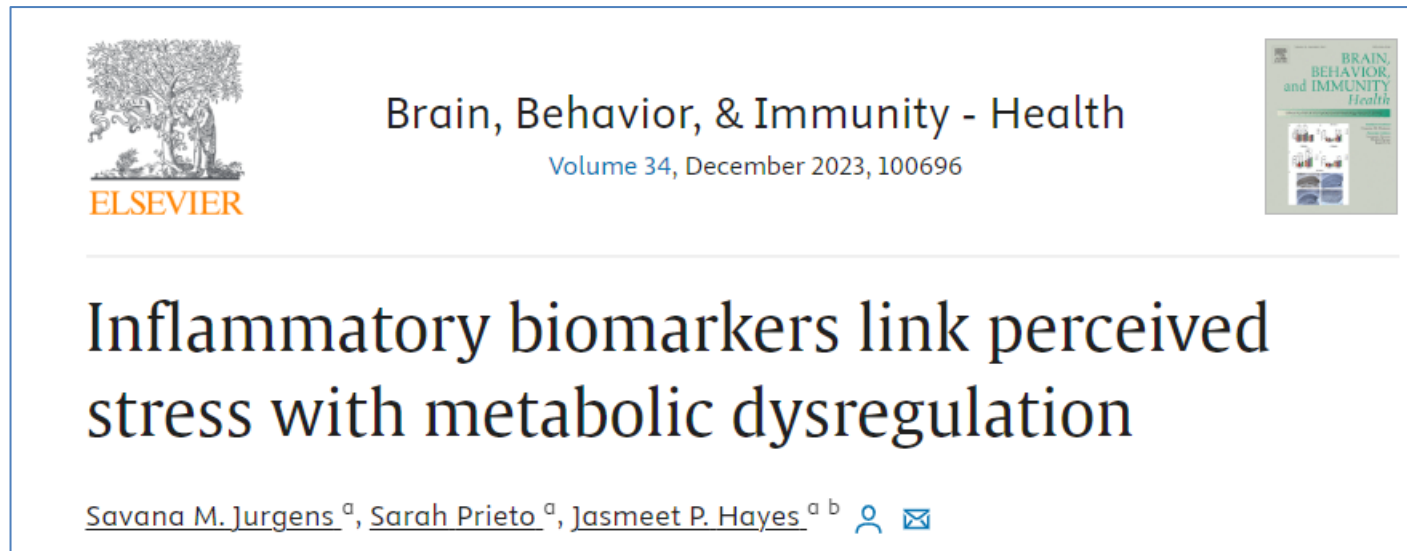 ELSEVIER
Brain, Behavior, & Immunity - Health
Volume 34, December 2023, 100696
BRAIN,
BEHAVIOR,
and IMMUNITY
Health
Inflammatory biomarkers link perceived
stress with metabolic dysregulation
Savana M. Jurgens a, Sarah Prieto a, Jasmeet P. Hayes a b